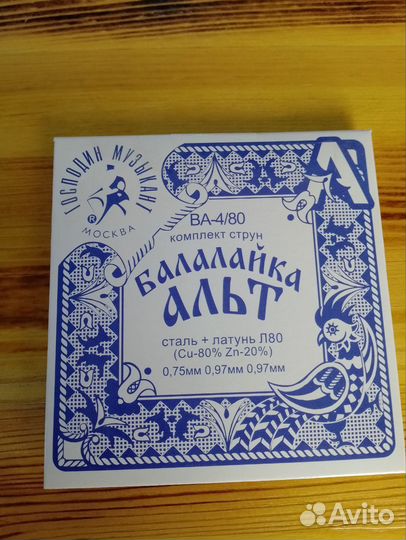 ГОСПОДИН МУЗЫКАНТ
®
МОСКВА
А
ВА-4/80
комплект струн
БАЛАЛАЙКА
АЛЬТ
сталь + латунь Л80
(Cu-80% Zn-20%)
0,75мм 0,97мм 0,97мм
Avito